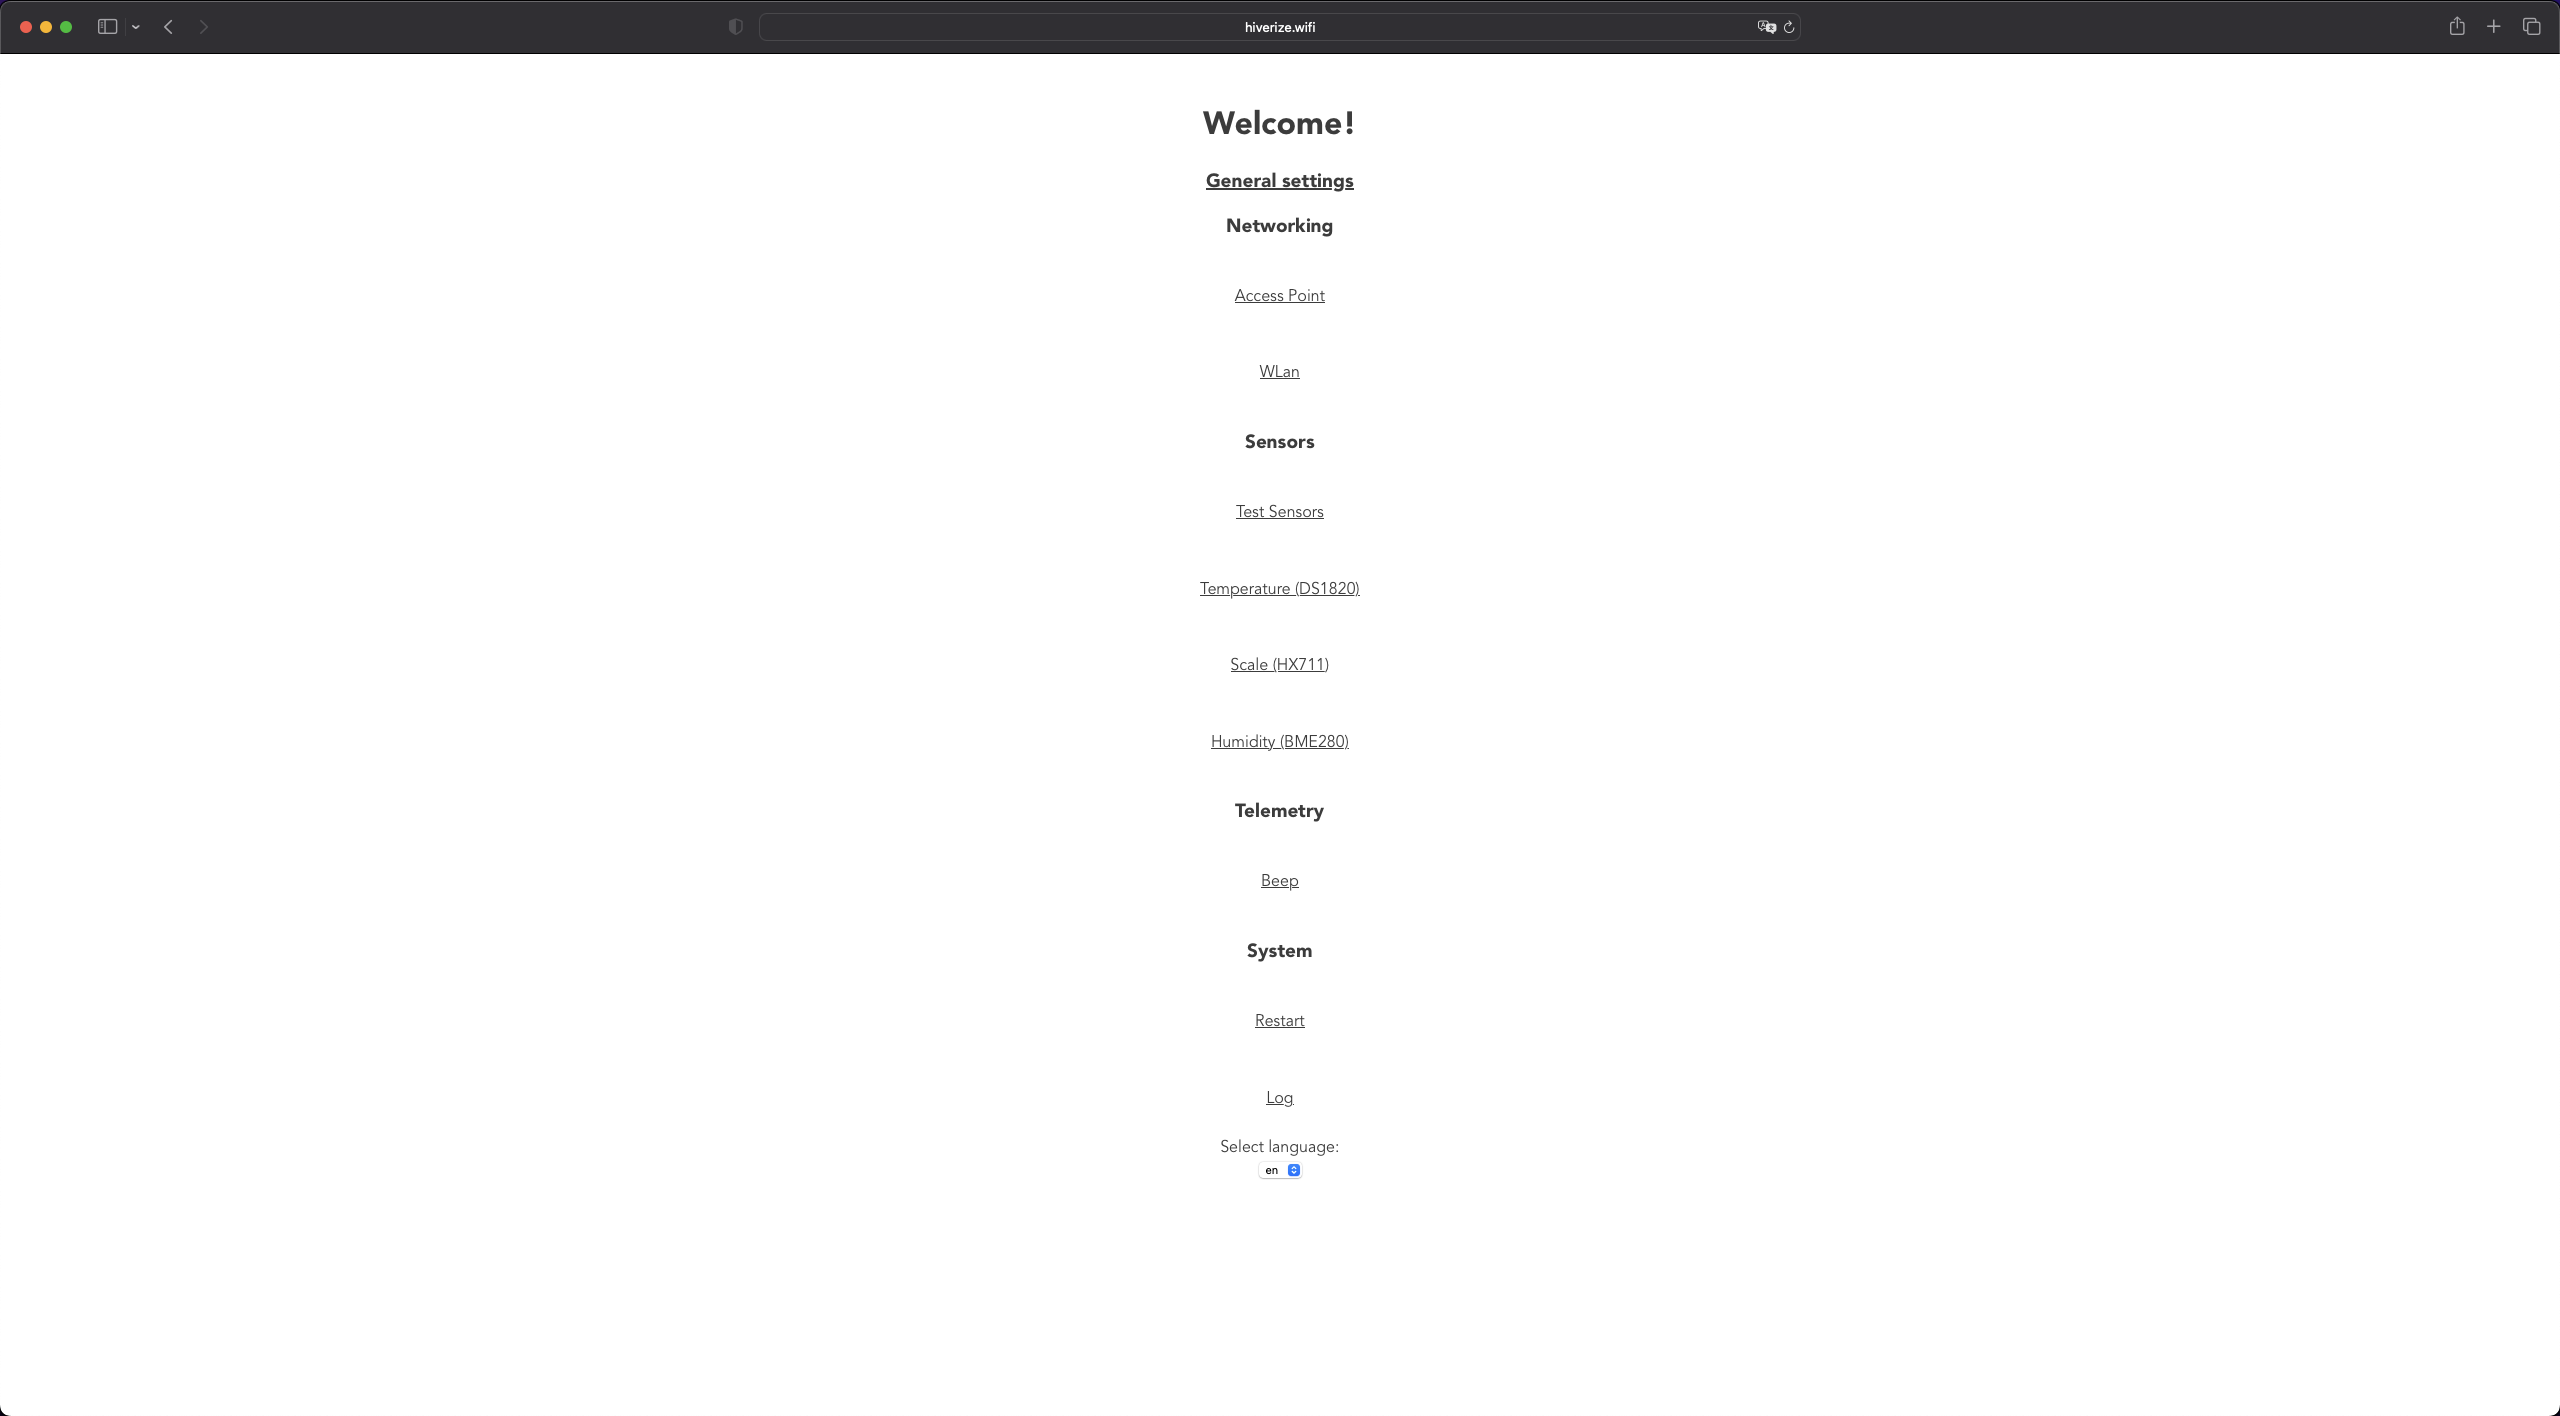 hiverize.wifi
Welcome!
General settings
Networking
Access Point
WLan
Sensors
Test Sensors
Temperature (DS1820)
Scale (HX711)
Humidity (BME280)
Telemetry
Beep
System
Restart
Log
Select language:
en